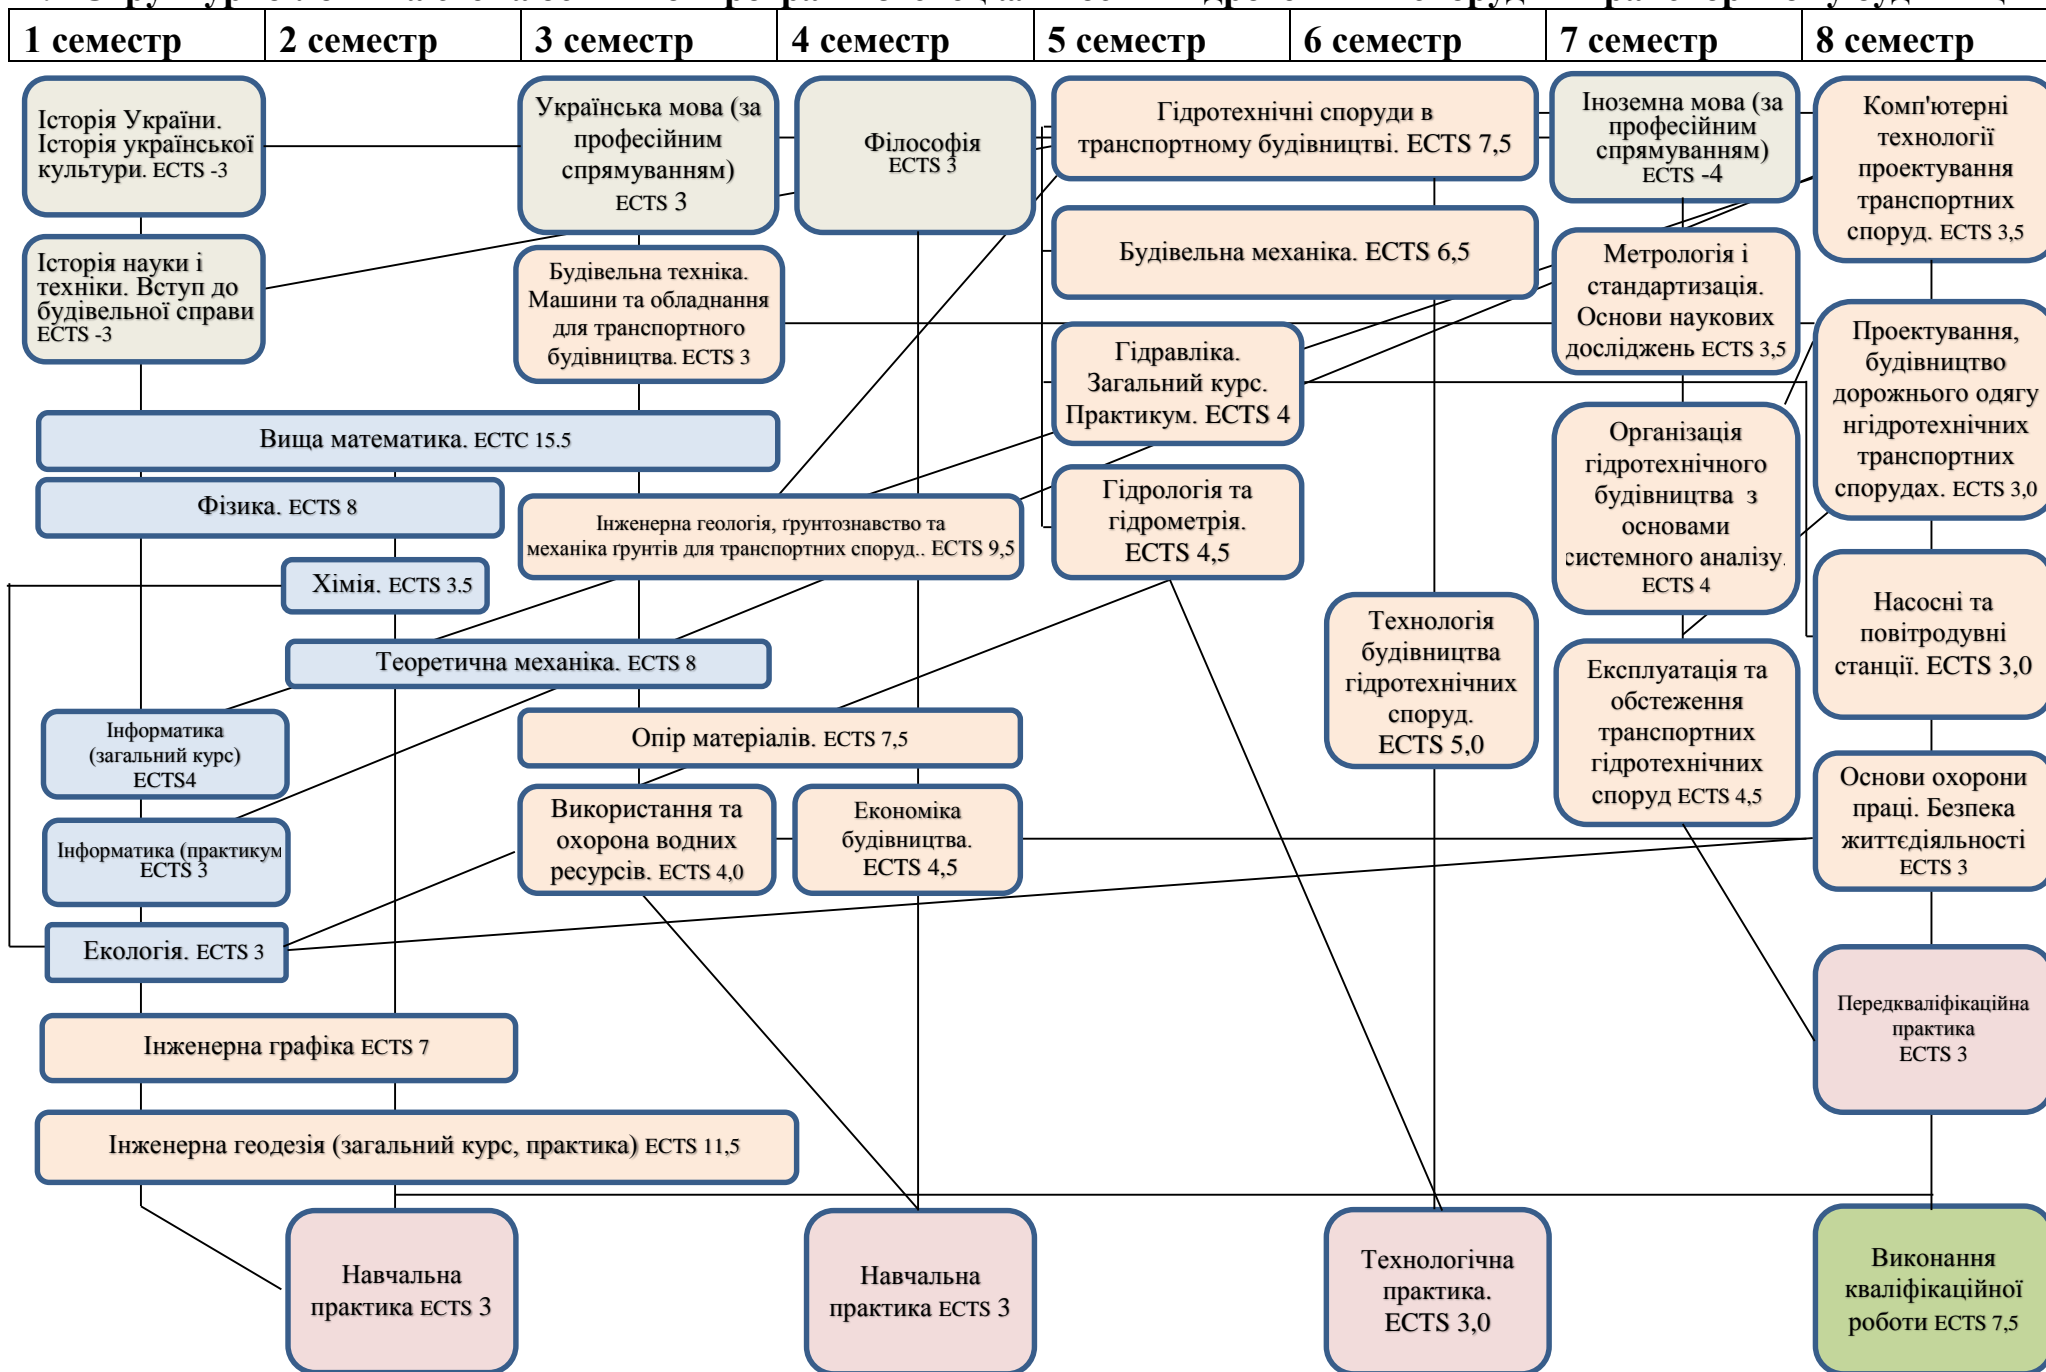 1 семестр
2 семестр
3 семестр
4 семестр
5 семестр
6 семестр
7 семестр
8 семестр
Історія України.
Історія української
культури. ECTS -3
Історія науки і
техніки. Вступ до
будівельної справи
ECTS -3
Українська мова (за
професійним
спрямуванням)
ECTS 3
Філософія
ECTS 3
Гідротехнічні споруди в
транспортному будівництві. ECTS 7,5
Іноземна мова (за
професійним
спрямуванням)
ECTS -4
Комп'ютерні
технології
проектування
транспортних
споруд. ECTS 3,5
Будівельна техніка.
Машини та обладнання
для транспортного
будівництва. ECTS 3
Будівельна механіка. ECTS 6,5
Метрологія і
стандартизація.
Основи наукових
досліджень ECTS 3,5
Гідравліка.
Загальний курс.
Практикум. ECTS 4
Проектування,
будівництво
дорожнього одягу
нгідротехнічних
транспортних
спорудах. ECTS 3,0
Вища математика. ECTC 15.5
Фізика. ECTS 8
Інженерна геологія, ґрунтознавство та
механіка ґрунтів для транспортних споруд.. ECTS 9,5
Гідрологія та
гідрометрія.
ECTS 4,5
Організація
гідротехнічного
будівництва з
основами
системного аналізу.
ECTS 4
Хімія. ECTS 3.5
Теоретична механіка. ECTS 8
Технологія
будівництва
гідротехнічних
споруд.
ECTS 5,0
Експлуатація та
обстеження
транспортних
гідротехнічних
споруд ECTS 4,5
Насосні та
повітродувні
станції. ECTS 3,0
Інформатика
(загальний курс)
ECTS4
Опір матеріалів. ECTS 7,5
Інформатика (практикум
ECTS 3
Використання та
охорона водних
ресурсів. ECTS 4,0
Економіка
будівництва.
ECTS 4,5
Основи охорони
праці. Безпека
життєдіяльності
ECTS 3
Екологія. ECTS 3
Інженерна графіка ECTS 7
Передкваліфікаційна
практика
ECTS 3
Інженерна геодезія (загальний курс, практика) ECTS 11,5
Навчальна
практика ECTS 3
Навчальна
практика ECTS 3
Технологічна
практика.
ECTS 3,0
Виконання
кваліфікаційної
роботи ECTS 7,5